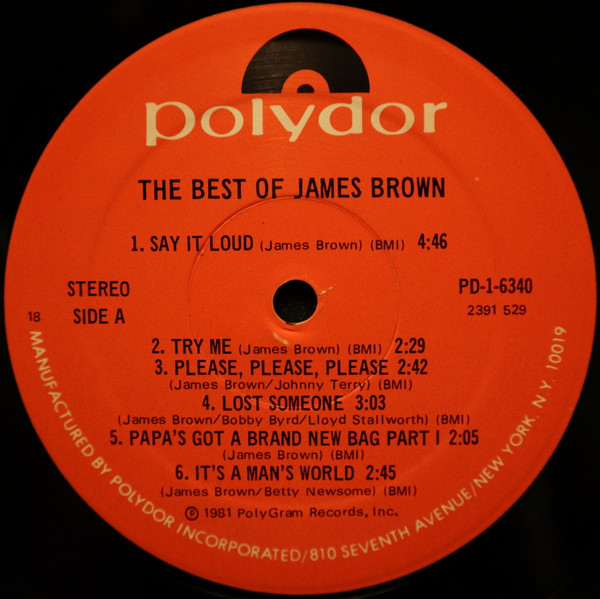 polydor
THE BEST OF JAMES BROWN
1. SAY IT LOUD (James Brown) (BMI) 4:46
STEREO
SIDE A
PD-1-6340
2391 529
18
2. TRY ME (James Brown) (BMI) 2:29
3. PLEASE, PLEASE, PLEASE 2:42
(James Brown/Johnny Terry) (BMI)
4. LOST SOMEONE 3:03
(James Brown/Bobby Byrd/Lloyd Stallworth) (BMI)
5. PAPA'S GOT A BRAND NEW BAG PART I 2:05
(James Brown) (BMI)
6. IT'S A MAN'S WORLD 2:45
(James Brown/Betty Newsome) (BMI)
℗ 1981 PolyGram Records, Inc.
MANUFACTURED BY POLYDOR INCORPORATED/810 SEVENTH AVENUE/NEW YORK, N.Y. 10019